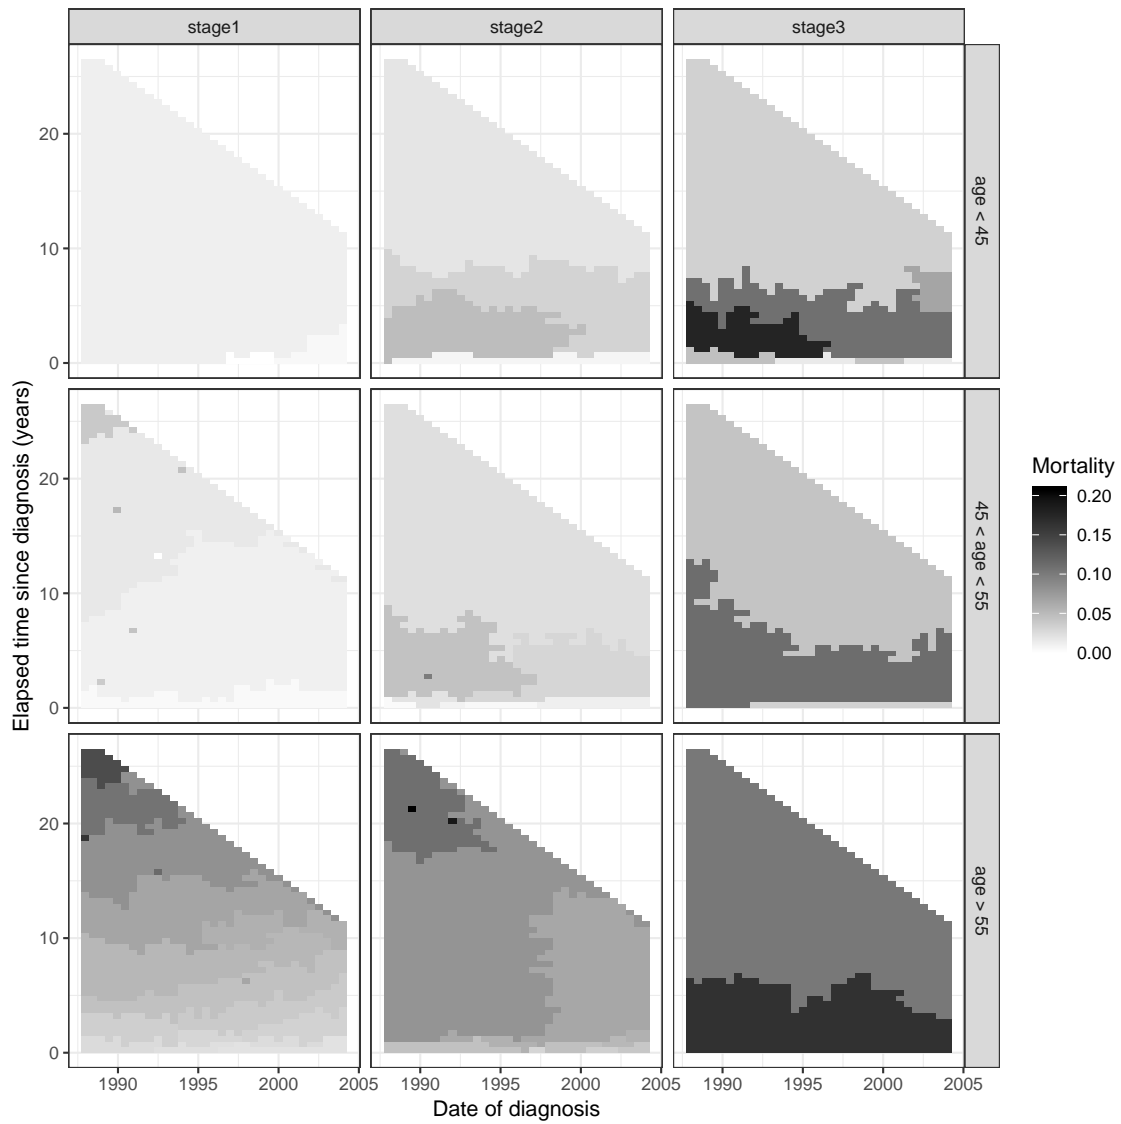 stage1
stage2
stage3
20
10
0
age < 45
20
10
0
45 < age < 55
20
10
0
age > 55
1990
1995
2000
2005
1990
1995
2000
2005
1990
1995
2000
2005
Date of diagnosis
Elapsed time since diagnosis (years)
Mortality
0.20
0.15
0.10
0.05
0.00